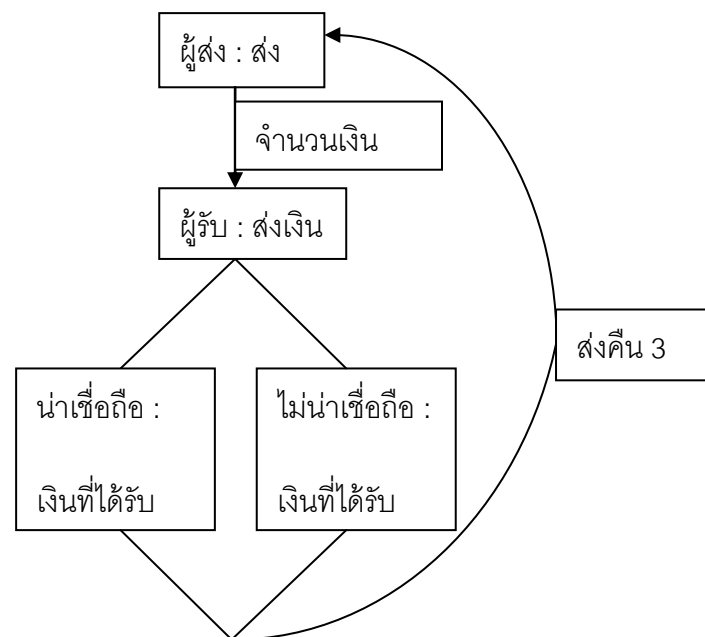 ผู้ส่ง : ส่ง
จำนวนเงิน
ผู้รับ : ส่งเงิน
ส่งคืน 3
น่าเชื่อถือ :
เงินที่ได้รับ
ไม่น่าเชื่อถือ :
เงินที่ได้รับ